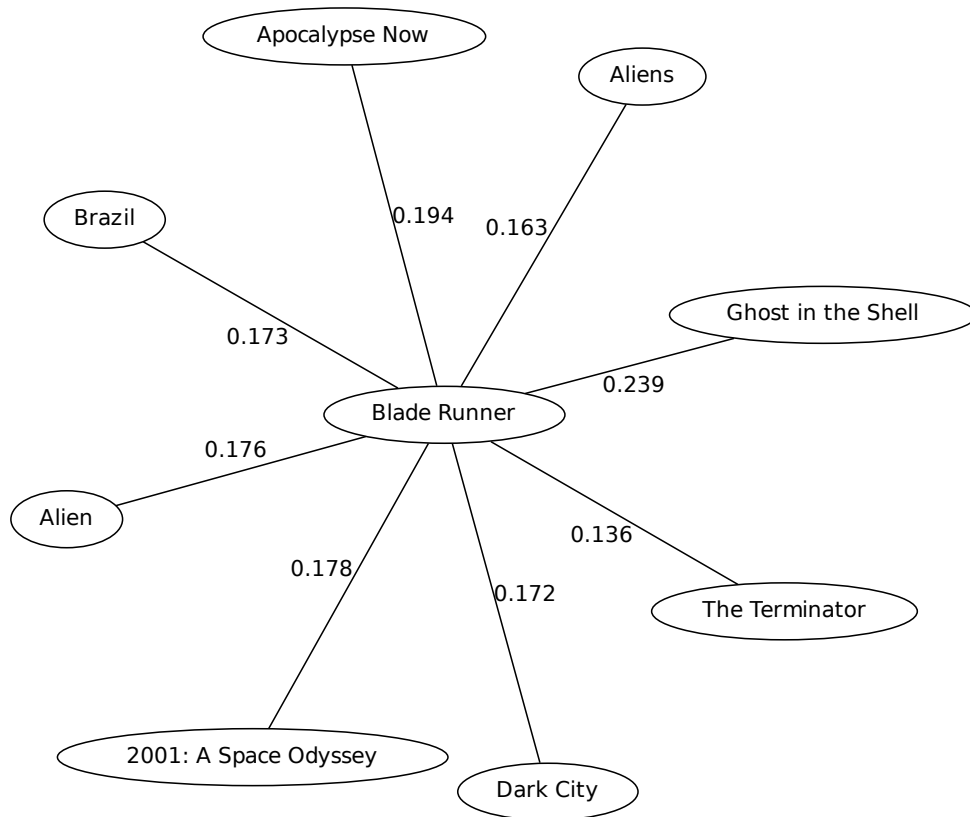 Apocalypse Now
Aliens
Brazil
0.194
0.163
Ghost in the Shell
0.173
0.239
Blade Runner
0.176
Alien
0.136
0.178
0.172
The Terminator
2001: A Space Odyssey
Dark City